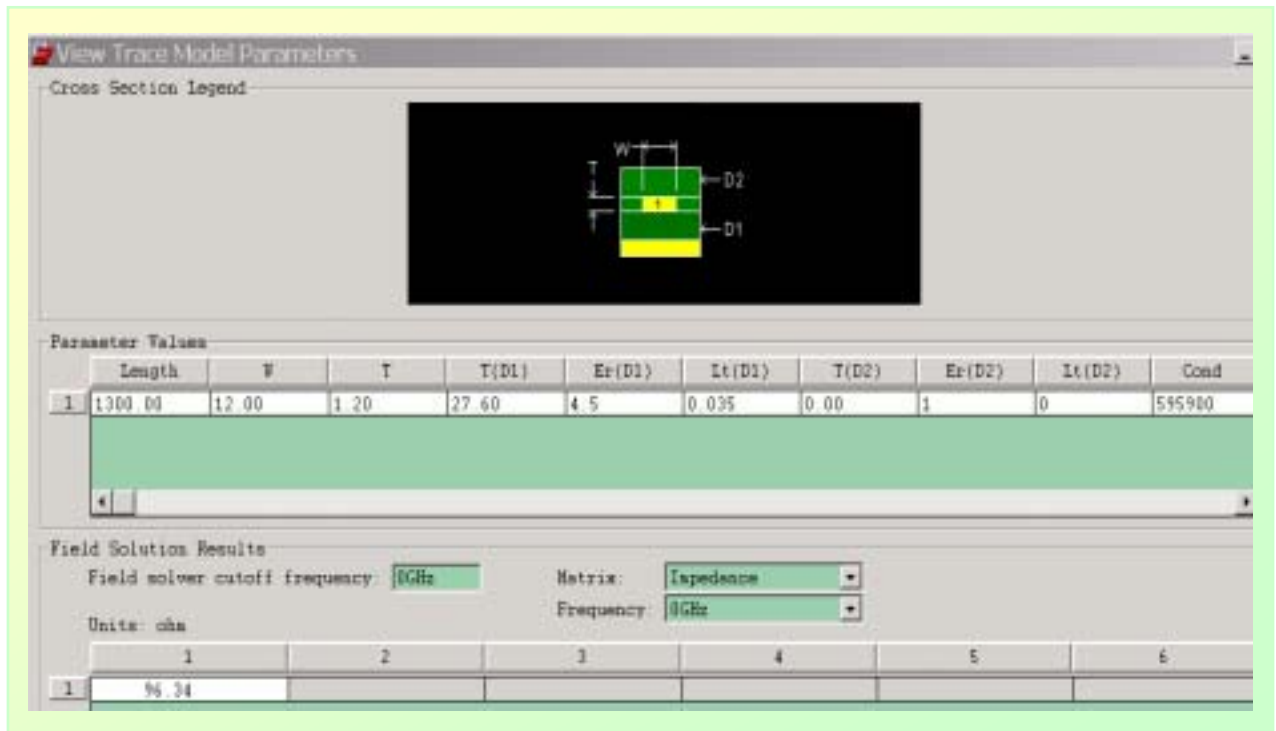 View Trace Model Parameters
Cross Section Legend
W
T
D2
D1
Parameter Values
Length W T T(D1) Er(D1) Lt(D1) T(D2) Er(D2) Lt(D2) Cond
1 1300.00 12.00 1.20 27.60 4.5 0.035 0.00 1 0 595900
Field Solution Results
Field solver cutoff frequency: 0GHz Matrix: Impedance
Frequency: 0GHz
Units: ohm
1 2 3 4 5 6
1 96.34